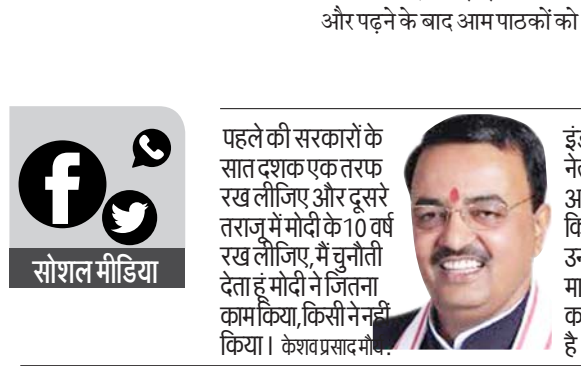 और पढ़ने के बाद आम पाठकों को
सोशल मीडिया
पहले की सरकारों के
सात दशक एक तरफ
रख लीजिए और दूसरे
तराजू में मोदी के 10 वर्ष
रख लीजिए, मैं चुनौती
देता हूं मोदी ने जितना
काम किया, किसी ने नहीं
किया। केशव प्रसाद